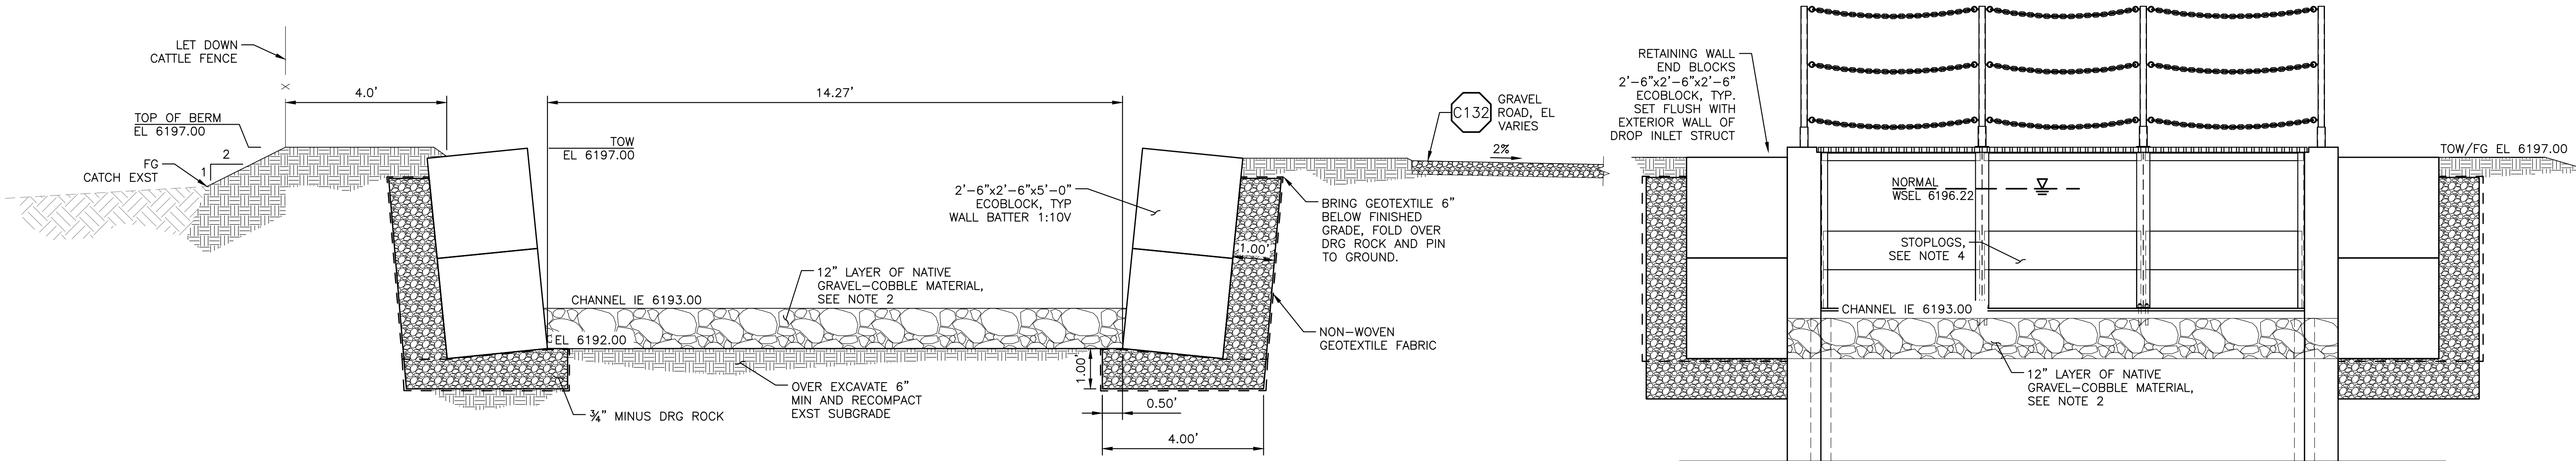 LET DOWN
CATTLE FENCE
X
4.0'
TOP OF BERM
EL 6197.00
2
1
FG
CATCH EXST
14.27'
TOW
EL 6197.00
2'-6"x2'-6"x5'-0"
ECOBLOCK, TYP
WALL BATTER 1:10V
12" LAYER OF NATIVE
GRAVEL-COBBLE MATERIAL,
SEE NOTE 2
CHANNEL IE 6193.00
EL 6192.00
OVER EXCAVATE 6"
MIN AND RECOMPACT
EXST SUBGRADE
¾" MINUS DRG ROCK
1.00'
0.50'
4.00'
1.00'
C132
GRAVEL
ROAD, EL
VARIES
2%
BRING GEOTEXTILE 6"
BELOW FINISHED
GRADE, FOLD OVER
DRG ROCK AND PIN
TO GROUND.
NON-WOVEN
GEOTEXTILE FABRIC
RETAINING WALL
END BLOCKS
2'-6"x2'-6"x2'-6"
ECOBLOCK, TYP.
SET FLUSH WITH
EXTERIOR WALL OF
DROP INLET STRUCT
TOW/FG EL 6197.00
NORMAL
WSEL 6196.22
STOPLOGS,
SEE NOTE 4
CHANNEL IE 6193.00
12" LAYER OF NATIVE
GRAVEL-COBBLE MATERIAL,
SEE NOTE 2